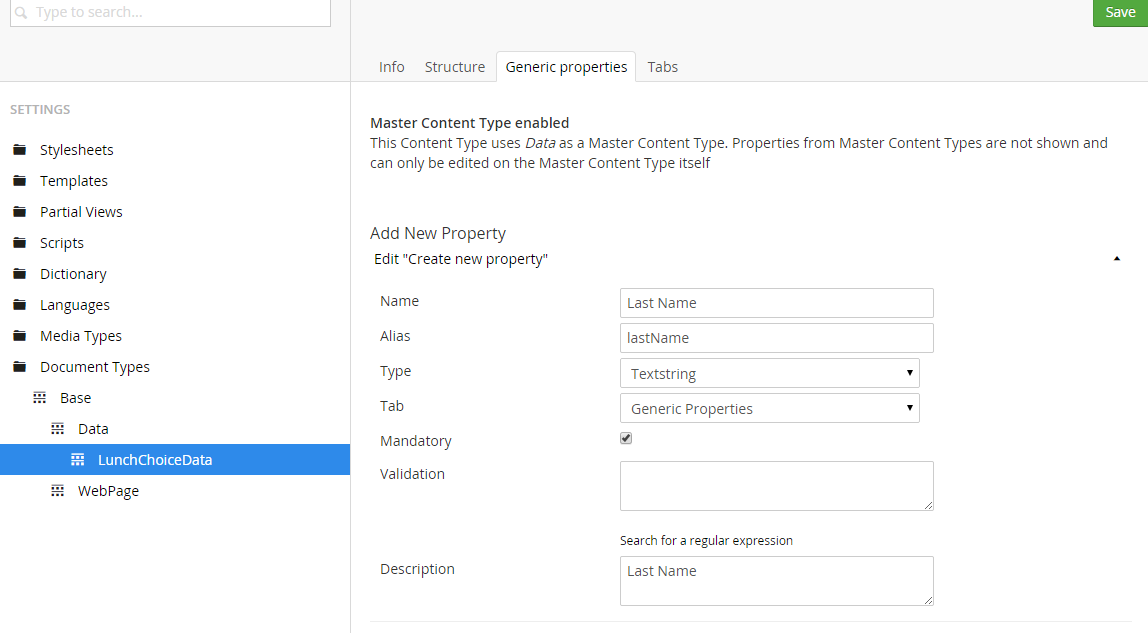 Type to search...
Save
Info Structure Generic properties Tabs
SETTINGS
Stylesheets
Templates
Partial Views
Scripts
Dictionary
Languages
Media Types
Document Types
Base
Data
LunchChoiceData
WebPage
Master Content Type enabled
This Content Type uses Data as a Master Content Type. Properties from Master Content Types are not shown and
can only be edited on the Master Content Type itself
Add New Property
Edit "Create new property"
Name Last Name
Alias lastName
Type Textstring
Tab Generic Properties
Mandatory
Validation
Search for a regular expression
Description Last Name